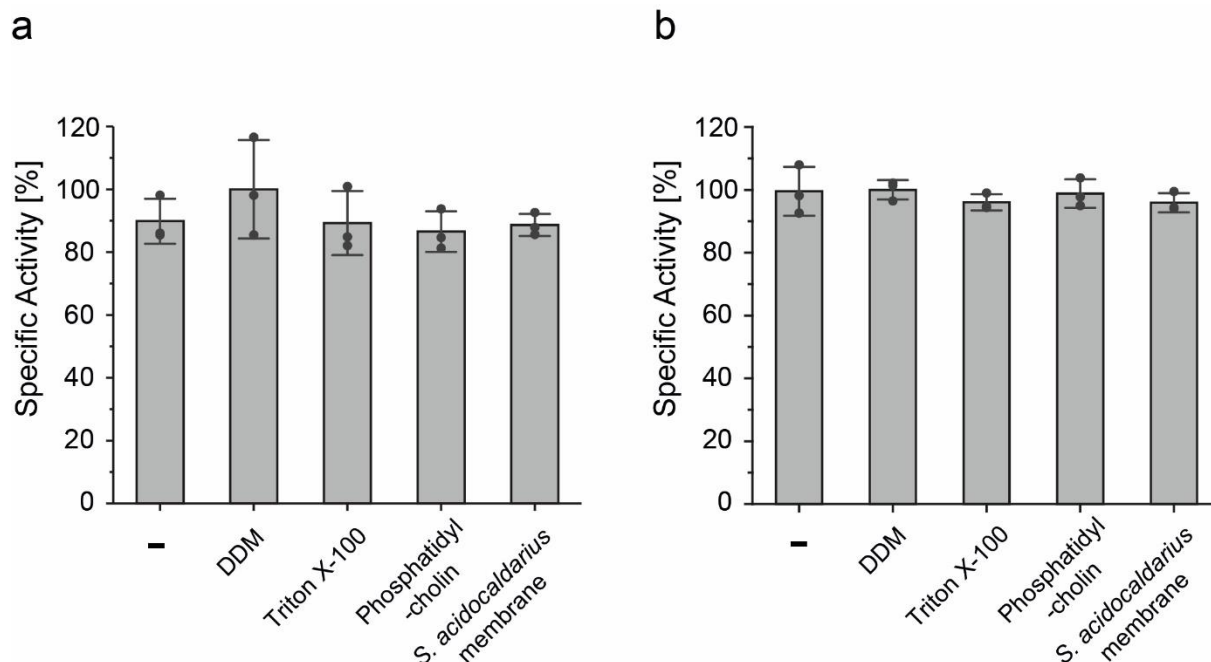 a
Specific Activity [%]
120
100
80
60
40
20
0
–
DDM
Triton X-100
Phosphatidyl
-cholin
S. acidocaldarius
membrane
b
Specific Activity [%]
120
100
80
60
40
20
0
–
DDM
Triton X-100
Phosphatidyl
-cholin
S. acidocaldarius
membrane